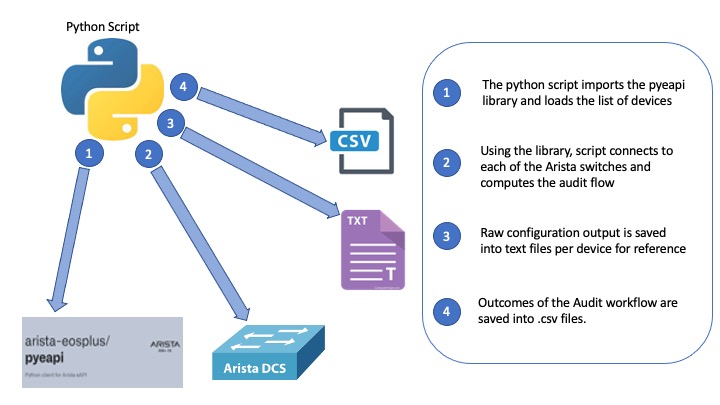 Python Script
4
3
1
2
CSV
TXT
T
arista-eosplus/
pyeapi
Python client for Arista eAPI
ARISTA
Arista DCS
1
The python script imports the pyeapi
library and loads the list of devices
2
Using the library, script connects to
each of the Arista switches and
computes the audit flow
3
Raw configuration output is saved
into text files per device for reference
4
Outcomes of the Audit workflow are
saved into .csv files.